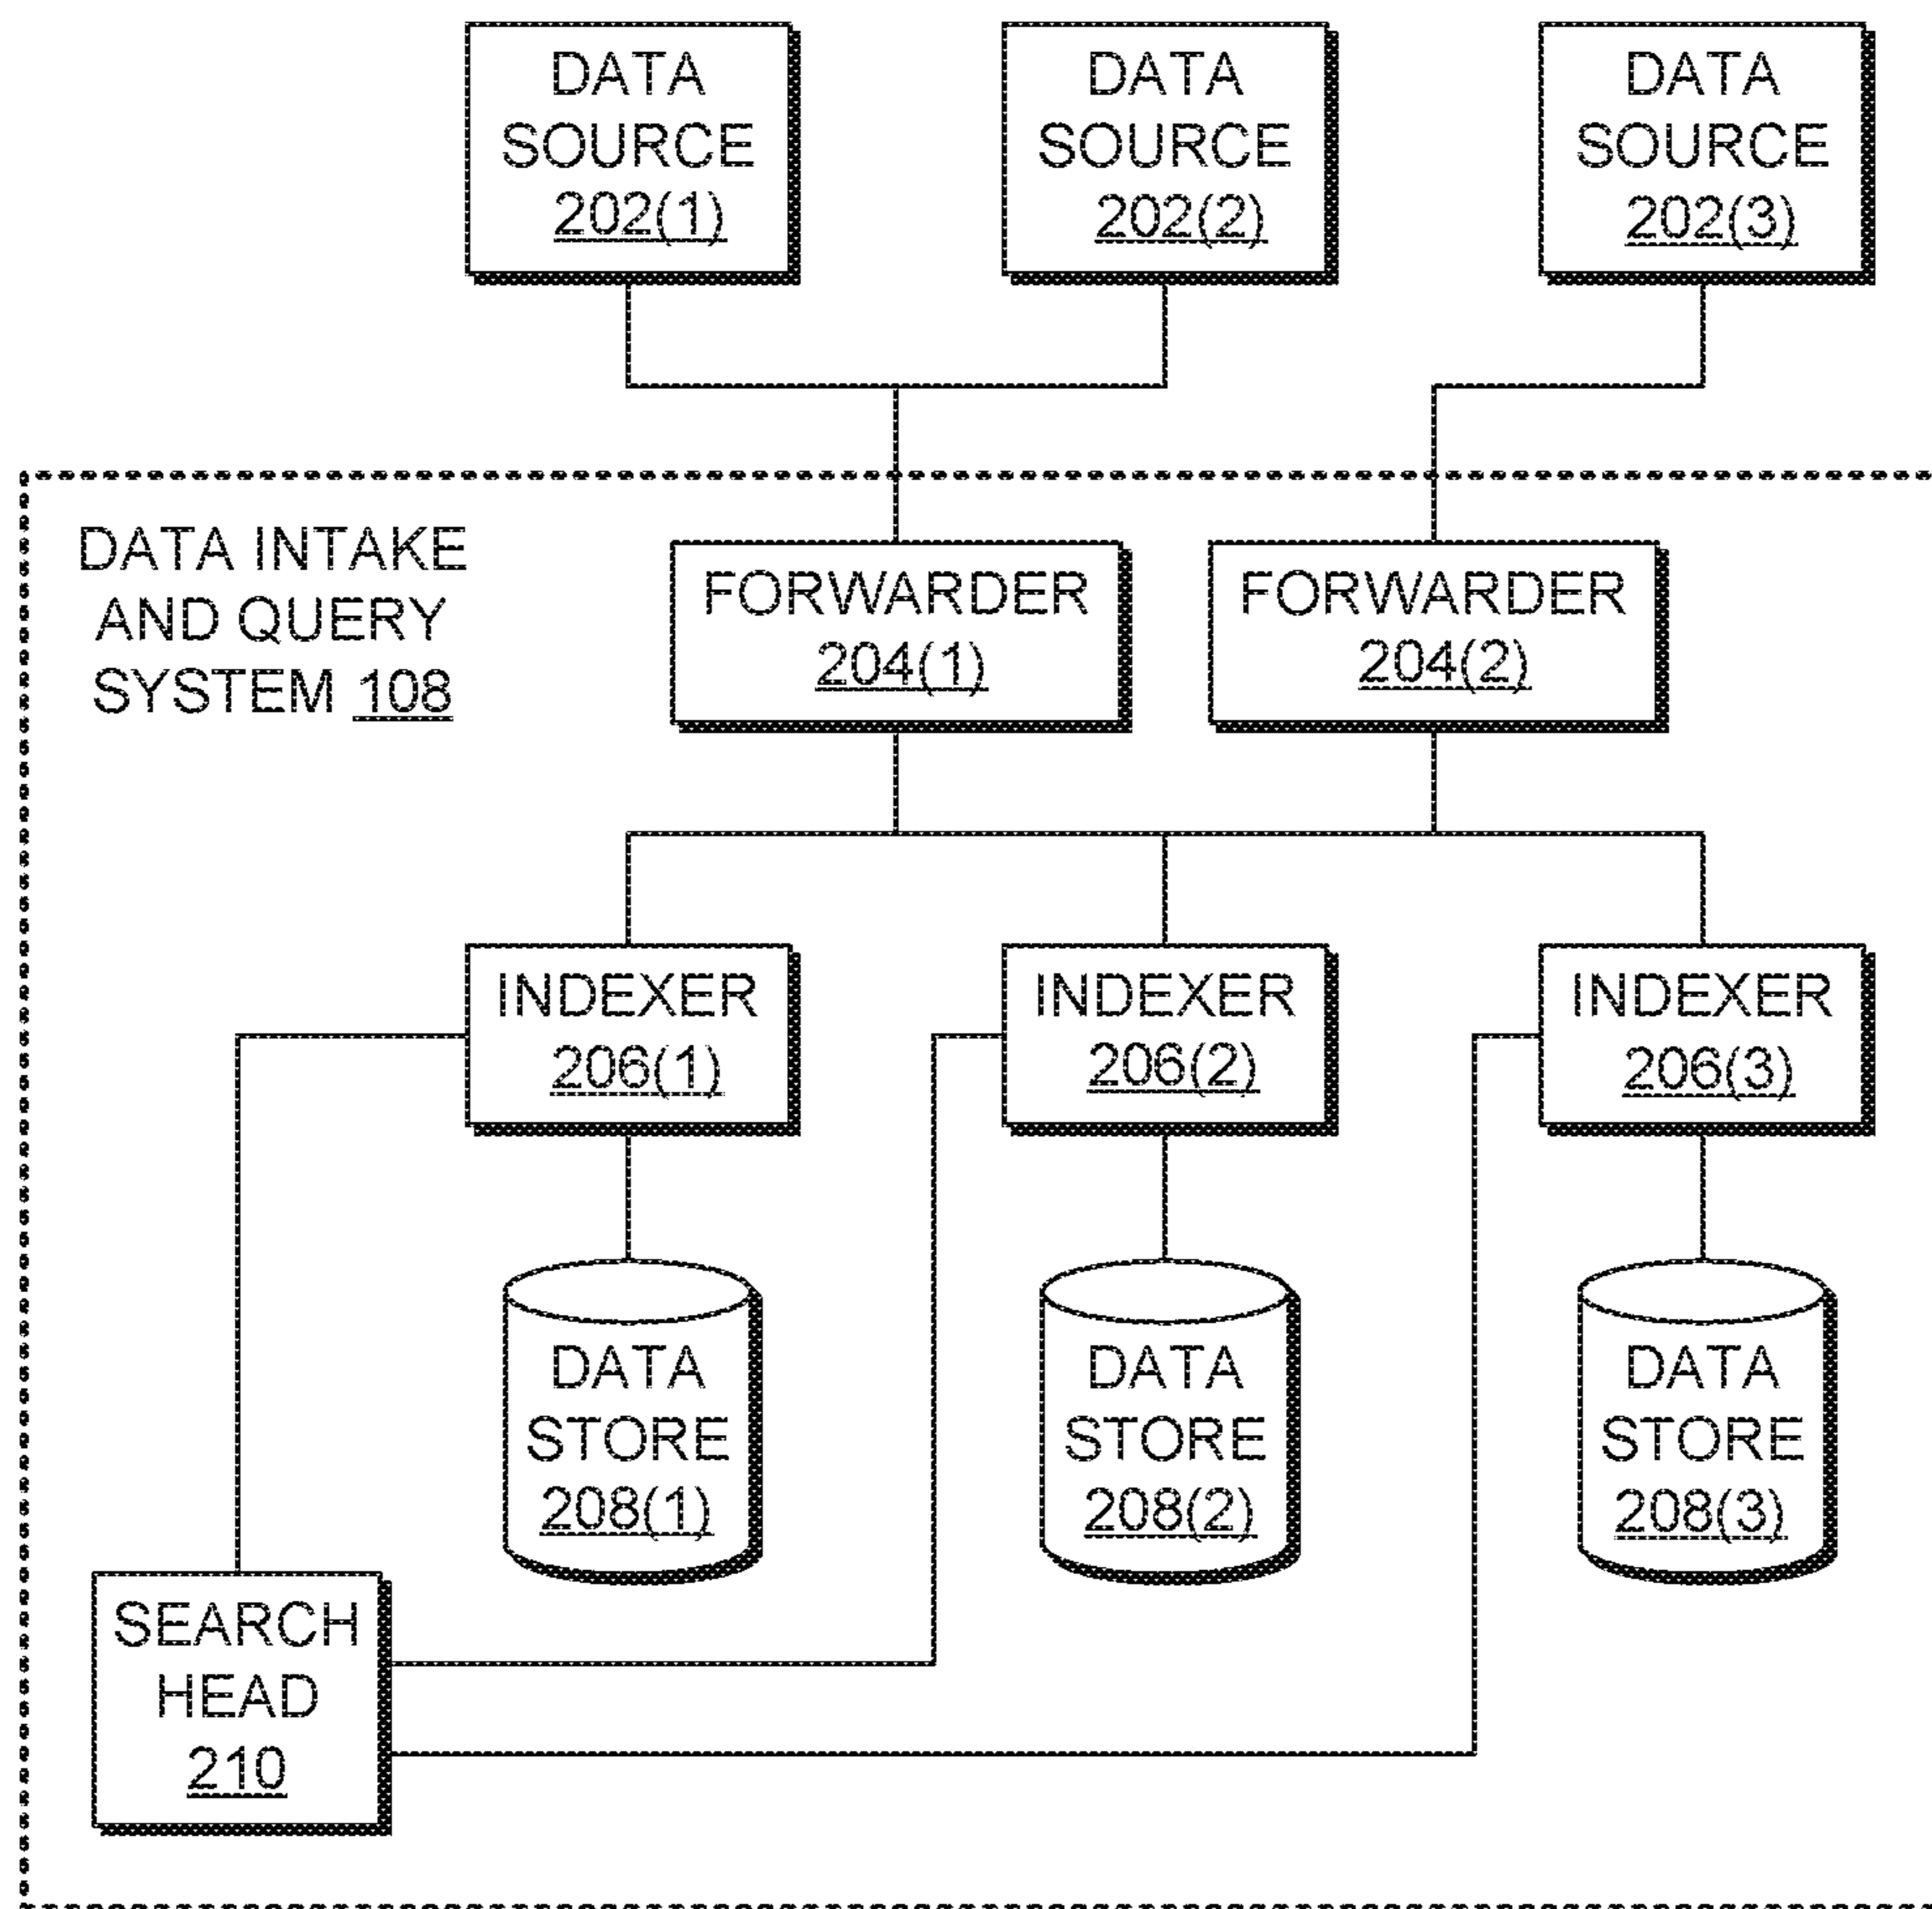 DATA
SOURCE
202(1)
DATA
SOURCE
202(2)
DATA
SOURCE
202(3)
DATA INTAKE
AND QUERY
SYSTEM 108
FORWARDER
204(1)
FORWARDER
204(2)
INDEXER
206(1)
INDEXER
206(2)
INDEXER
206(3)
DATA
STORE
208(1)
DATA
STORE
208(2)
DATA
STORE
208(3)
SEARCH
HEAD
210